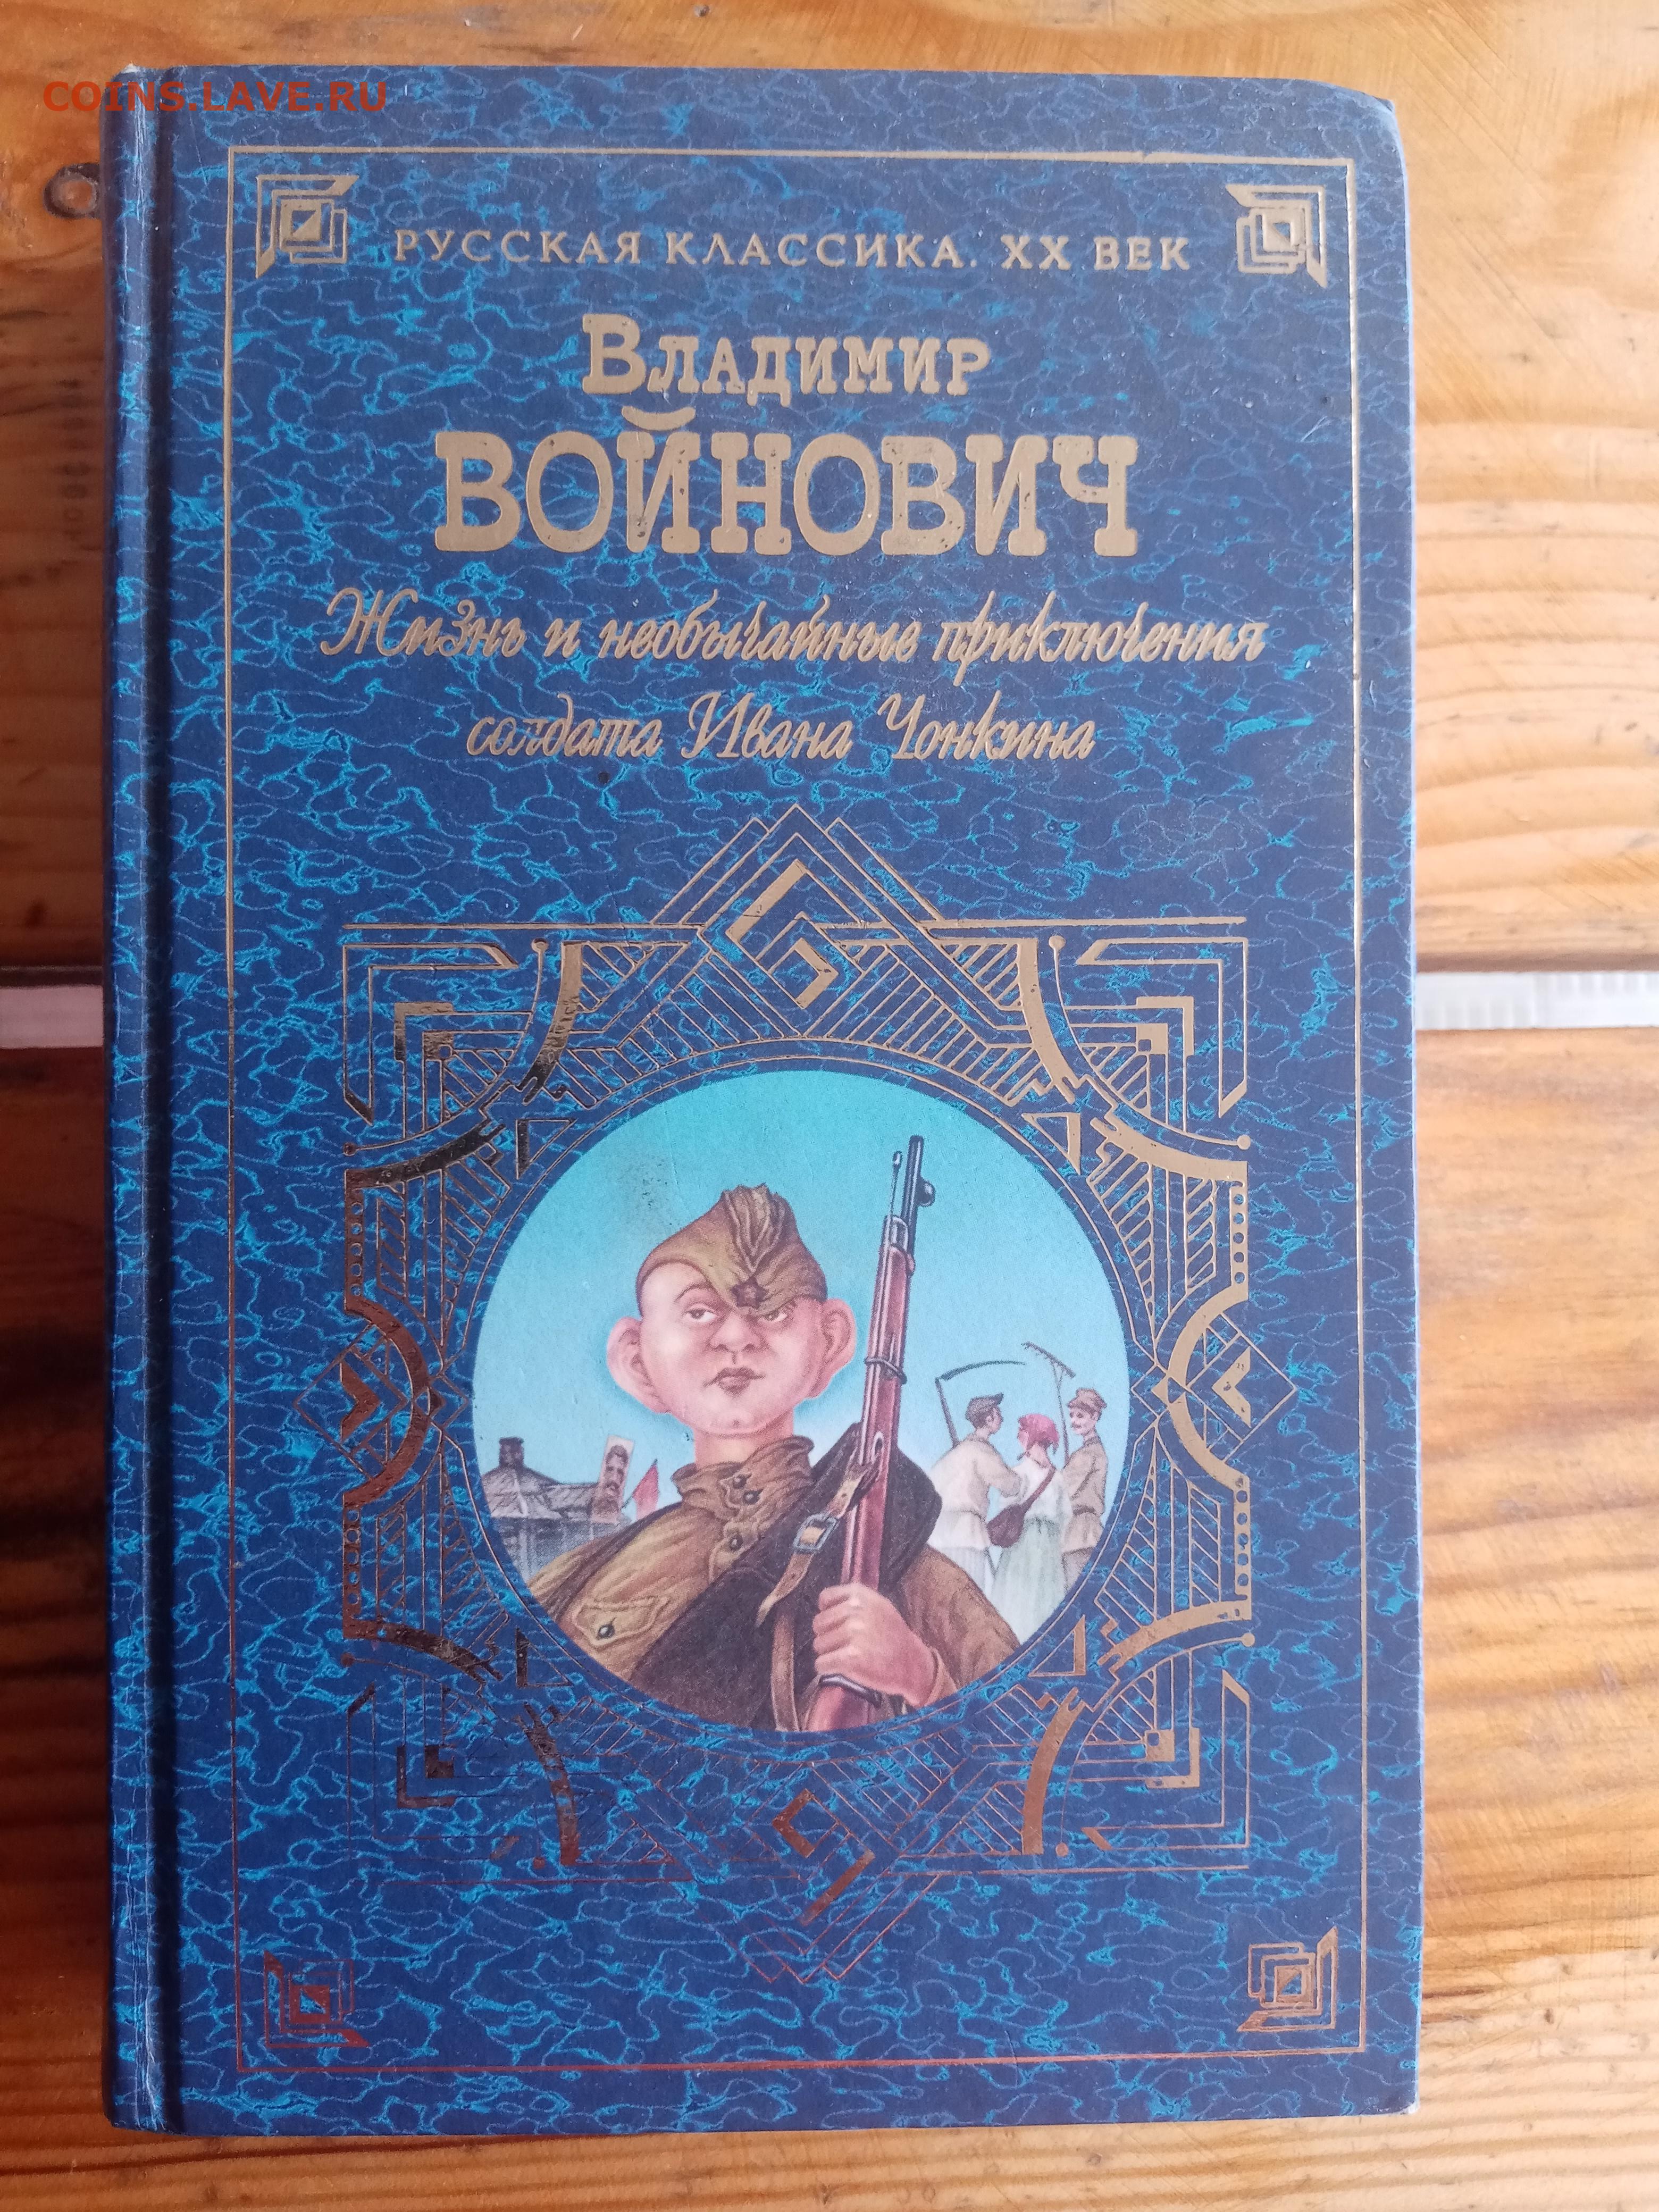 COINS.LAVE.RU
РУССКАЯ КЛАССИКА. XX ВЕК
Владимир
ВОЙНОВИЧ
Жизнь и необычайные приключения
солдата Ивана Чонкина